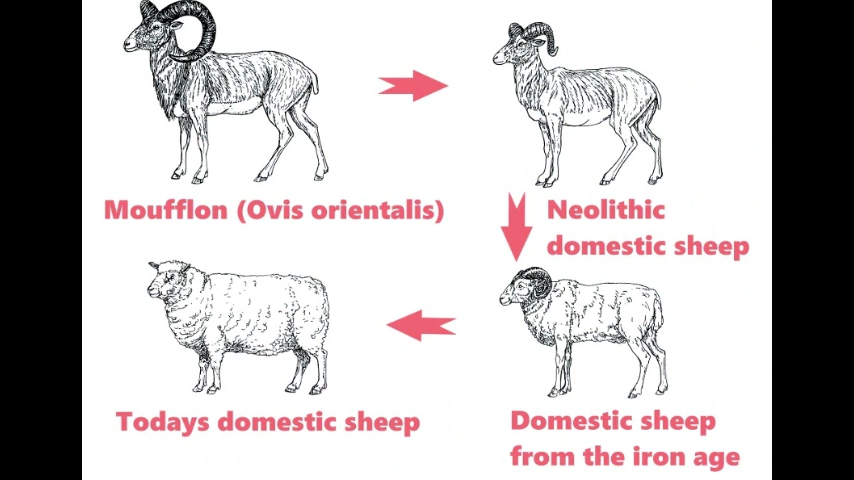 Moufflon (Ovis orientalis)
Neolithic
domestic sheep
Domestic sheep
from the iron age
Todays domestic sheep